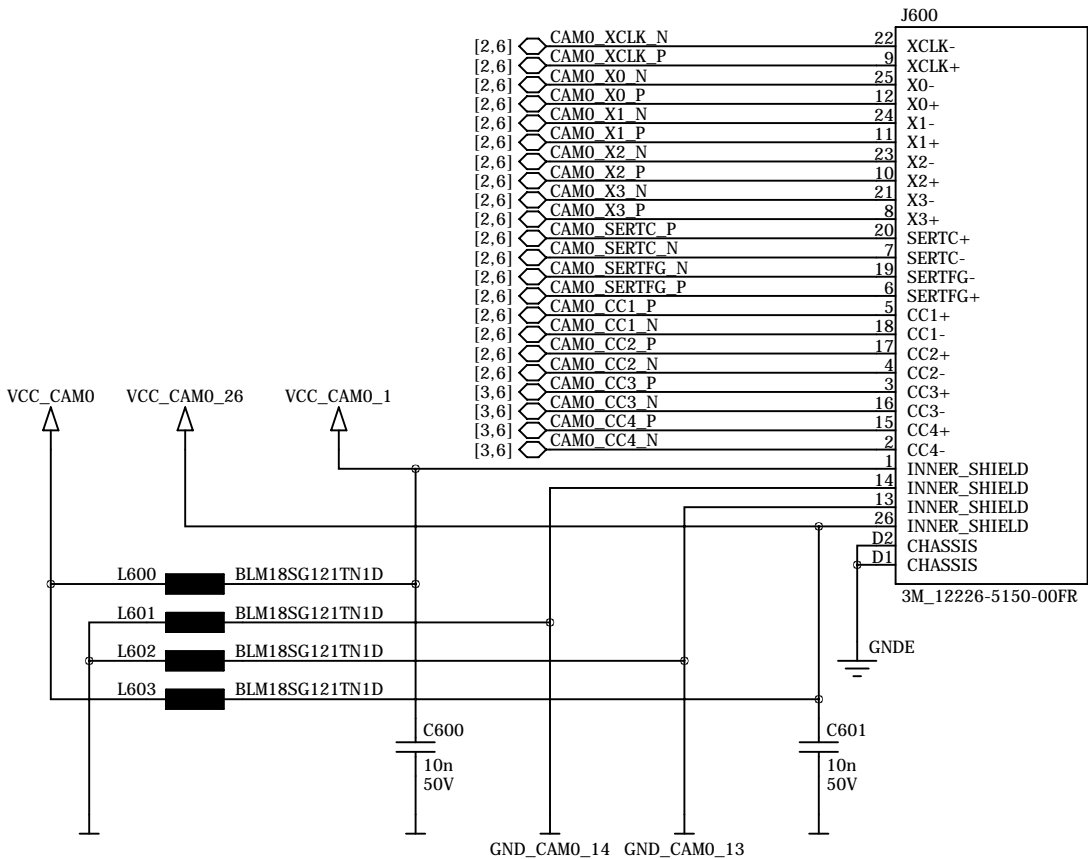 J600
[2,6] CAM0_XCLK_N 22 XCLK-
[2,6] CAM0_XCLK_P 9 XCLK+
[2,6] CAM0_X0_N 25 X0-
[2,6] CAM0_X0_P 12 X0+
[2,6] CAM0_X1_N 24 X1-
[2,6] CAM0_X1_P 11 X1+
[2,6] CAM0_X2_N 23 X2-
[2,6] CAM0_X2_P 10 X2+
[2,6] CAM0_X3_N 21 X3-
[2,6] CAM0_X3_P 8 X3+
[2,6] CAM0_SERTC_P 20 SERTC+
[2,6] CAM0_SERTC_N 7 SERTC-
[2,6] CAM0_SERTFG_N 19 SERTFG-
[2,6] CAM0_SERTFG_P 6 SERTFG+
[2,6] CAM0_CC1_P 5 CC1+
[2,6] CAM0_CC1_N 18 CC1-
[2,6] CAM0_CC2_P 17 CC2+
[2,6] CAM0_CC2_N 4 CC2-
[3,6] CAM0_CC3_P 3 CC3+
[3,6] CAM0_CC3_N 16 CC3-
[3,6] CAM0_CC4_P 15 CC4+
[3,6] CAM0_CC4_N 2 CC4-
VCC_CAM0 VCC_CAM0_26 VCC_CAM0_1
1 INNER_SHIELD
14 INNER_SHIELD
13 INNER_SHIELD
26 INNER_SHIELD
D2 CHASSIS
D1 CHASSIS
3M_12226-5150-00FR
L600 BLM18SG121TN1D
L601 BLM18SG121TN1D
L602 BLM18SG121TN1D
L603 BLM18SG121TN1D
GNDE
C600
10n
50V
C601
10n
50V
GND_CAM0_14 GND_CAM0_13